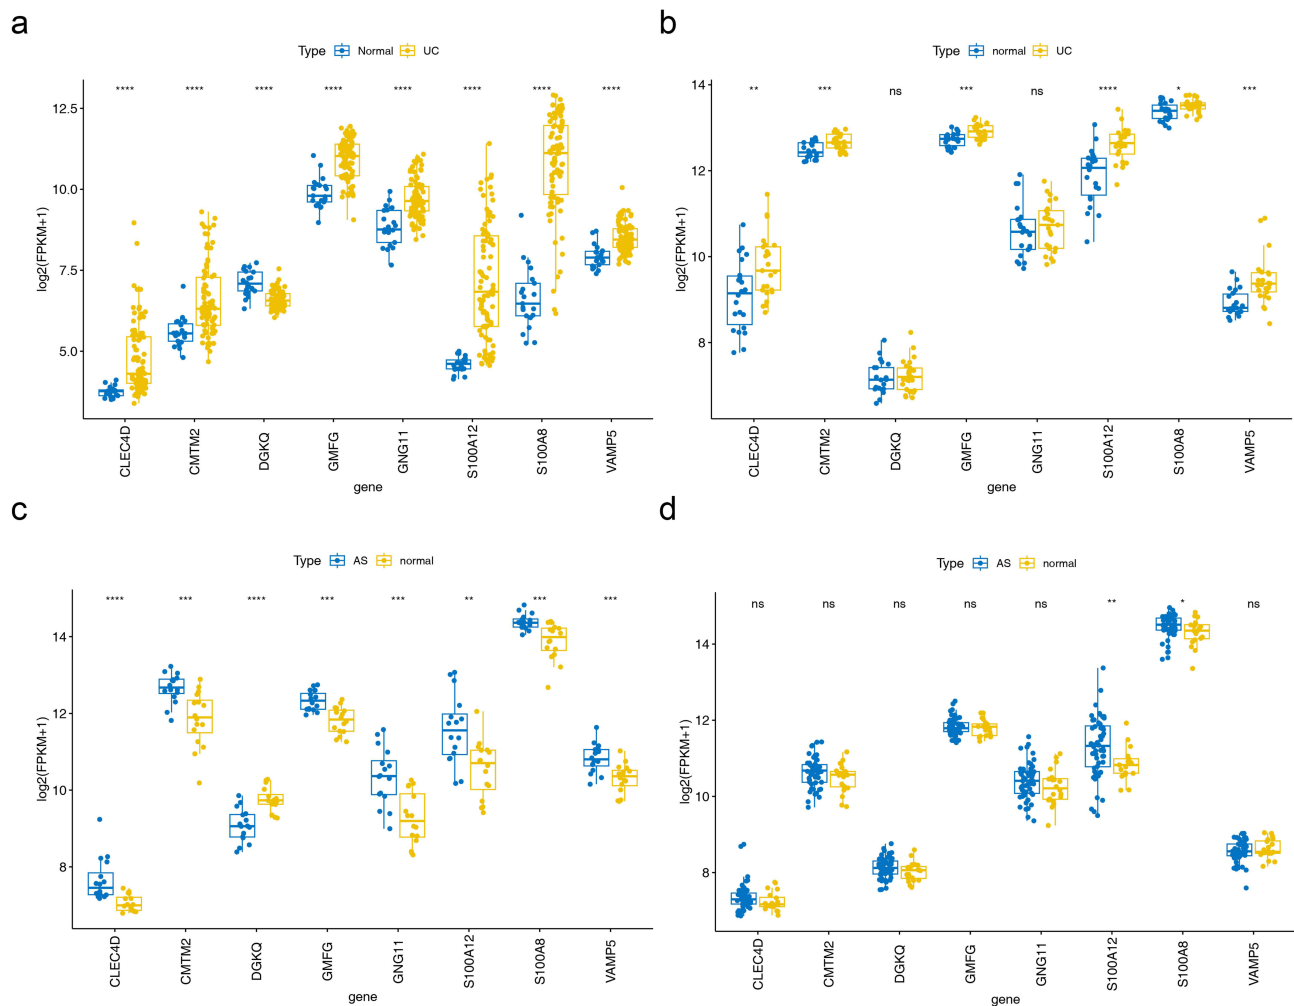 a
Type Normal UC
**** **** **** **** **** **** **** ****
12.5
10.0
7.5
5.0
log2(FPKM+1)
CLEC4D CMTM2 DGKQ GMFG GNG11 S100A12 S100A8 VAMP5
gene
b
Type normal UC
** *** ns *** ns **** * ***
14
12
10
8
log2(FPKM+1)
CLEC4D CMTM2 DGKQ GMFG GNG11 S100A12 S100A8 VAMP5
gene
c
Type AS normal
**** *** **** *** *** ** *** ***
14
12
10
8
log2(FPKM+1)
CLEC4D CMTM2 DGKQ GMFG GNG11 S100A12 S100A8 VAMP5
gene
d
Type AS normal
ns ns ns ns ns ** * ns
14
12
10
8
log2(FPKM+1)
CLEC4D CMTM2 DGKQ GMFG GNG11 S100A12 S100A8 VAMP5
gene